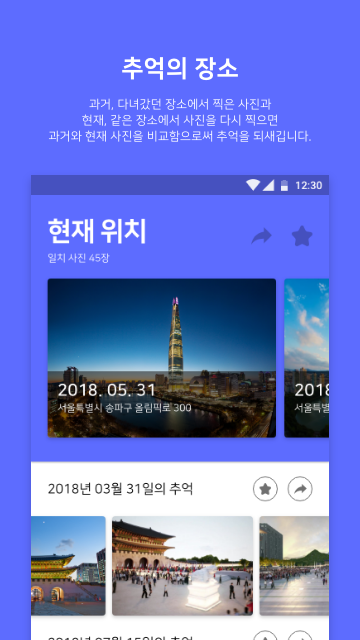 추억의 장소
과거, 다녀갔던 장소에서 찍은 사진과
현재, 같은 장소에서 사진을 다시 찍으면
과거와 현재 사진을 비교함으로써 추억을 되새깁니다.
12:30
현재 위치
일치 사진 45장
2018. 05. 31
서울특별시 송파구 올림픽로 300
2018
서울특별
2018년 03월 31일의 추억